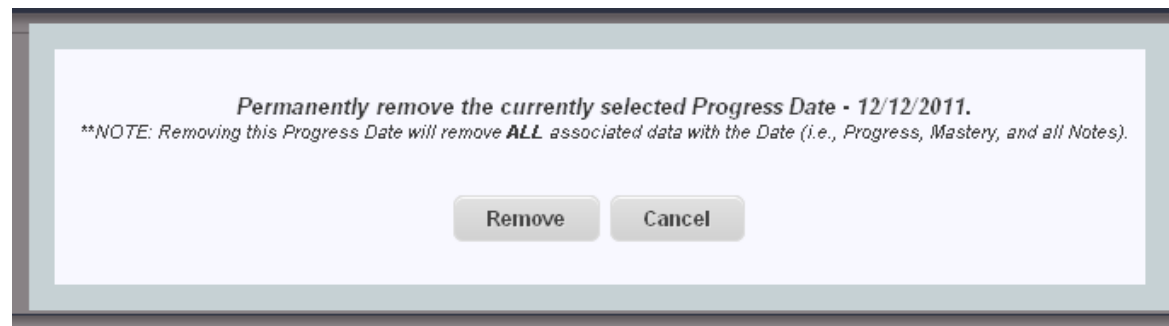 Permanently remove the currently selected Progress Date - 12/12/2011.
**NOTE: Removing this Progress Date will remove ALL associated data with the Date (i.e., Progress, Mastery, and all Notes).
Remove Cancel